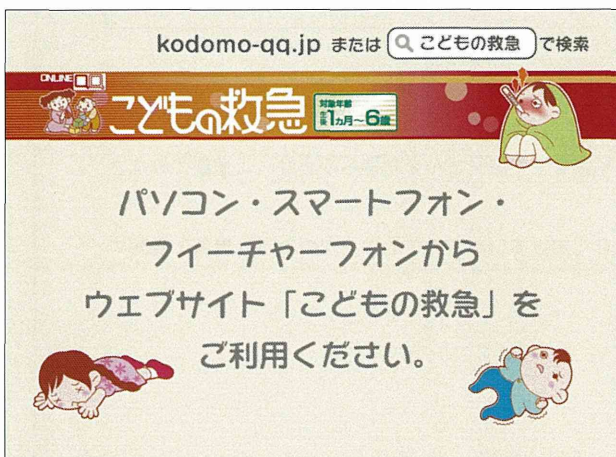 kodomo-qq.jp または こどもの救急 で検索
ONLINE
こどもの救急 対象年齢 生後1ヵ月～6歳
パソコン・スマートフォン・
フィーチャーフォンから
ウェブサイト「こどもの救急」を
ご利用ください。